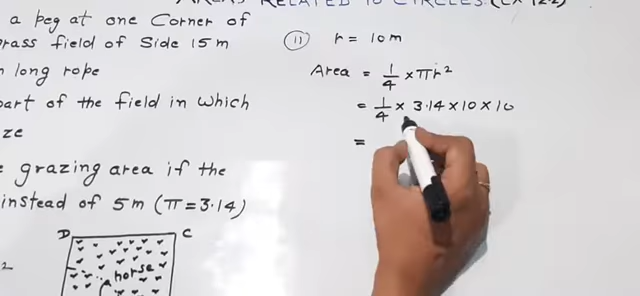 AREAS RELATED TO CIRCLES (Ex 12.2)
a peg at one Corner of
rass field of Side 15 m
long rope
part of the field in which
ze
grazing area if the
instead of 5m (π = 3.14)
D C
horse
2
ii) r = 10 m
Area = 1/4 × πr²
= 1/4 × 3.14 × 10 × 10
=